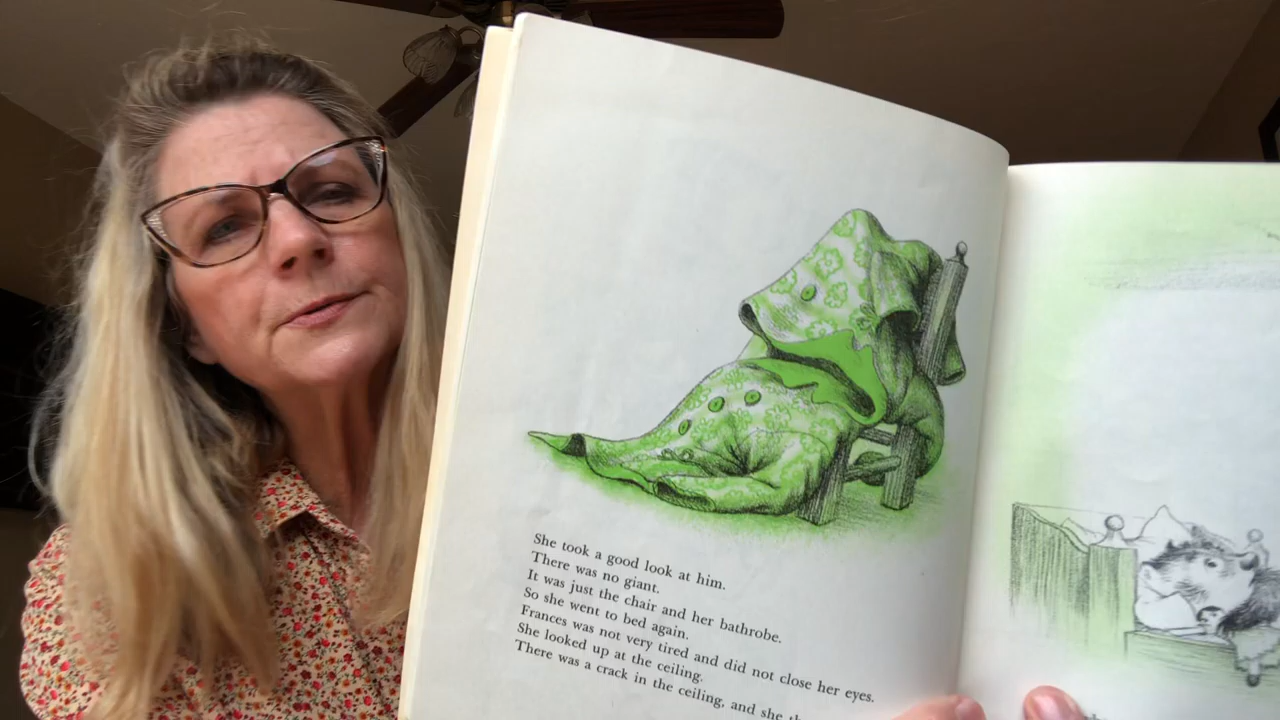 She took a good look at him.
There was no giant.
It was just the chair and her bathrobe.
So she went to bed again.
Frances was not very tired and did not close her eyes.
She looked up at the ceiling.
There was a crack in the ceiling, and she